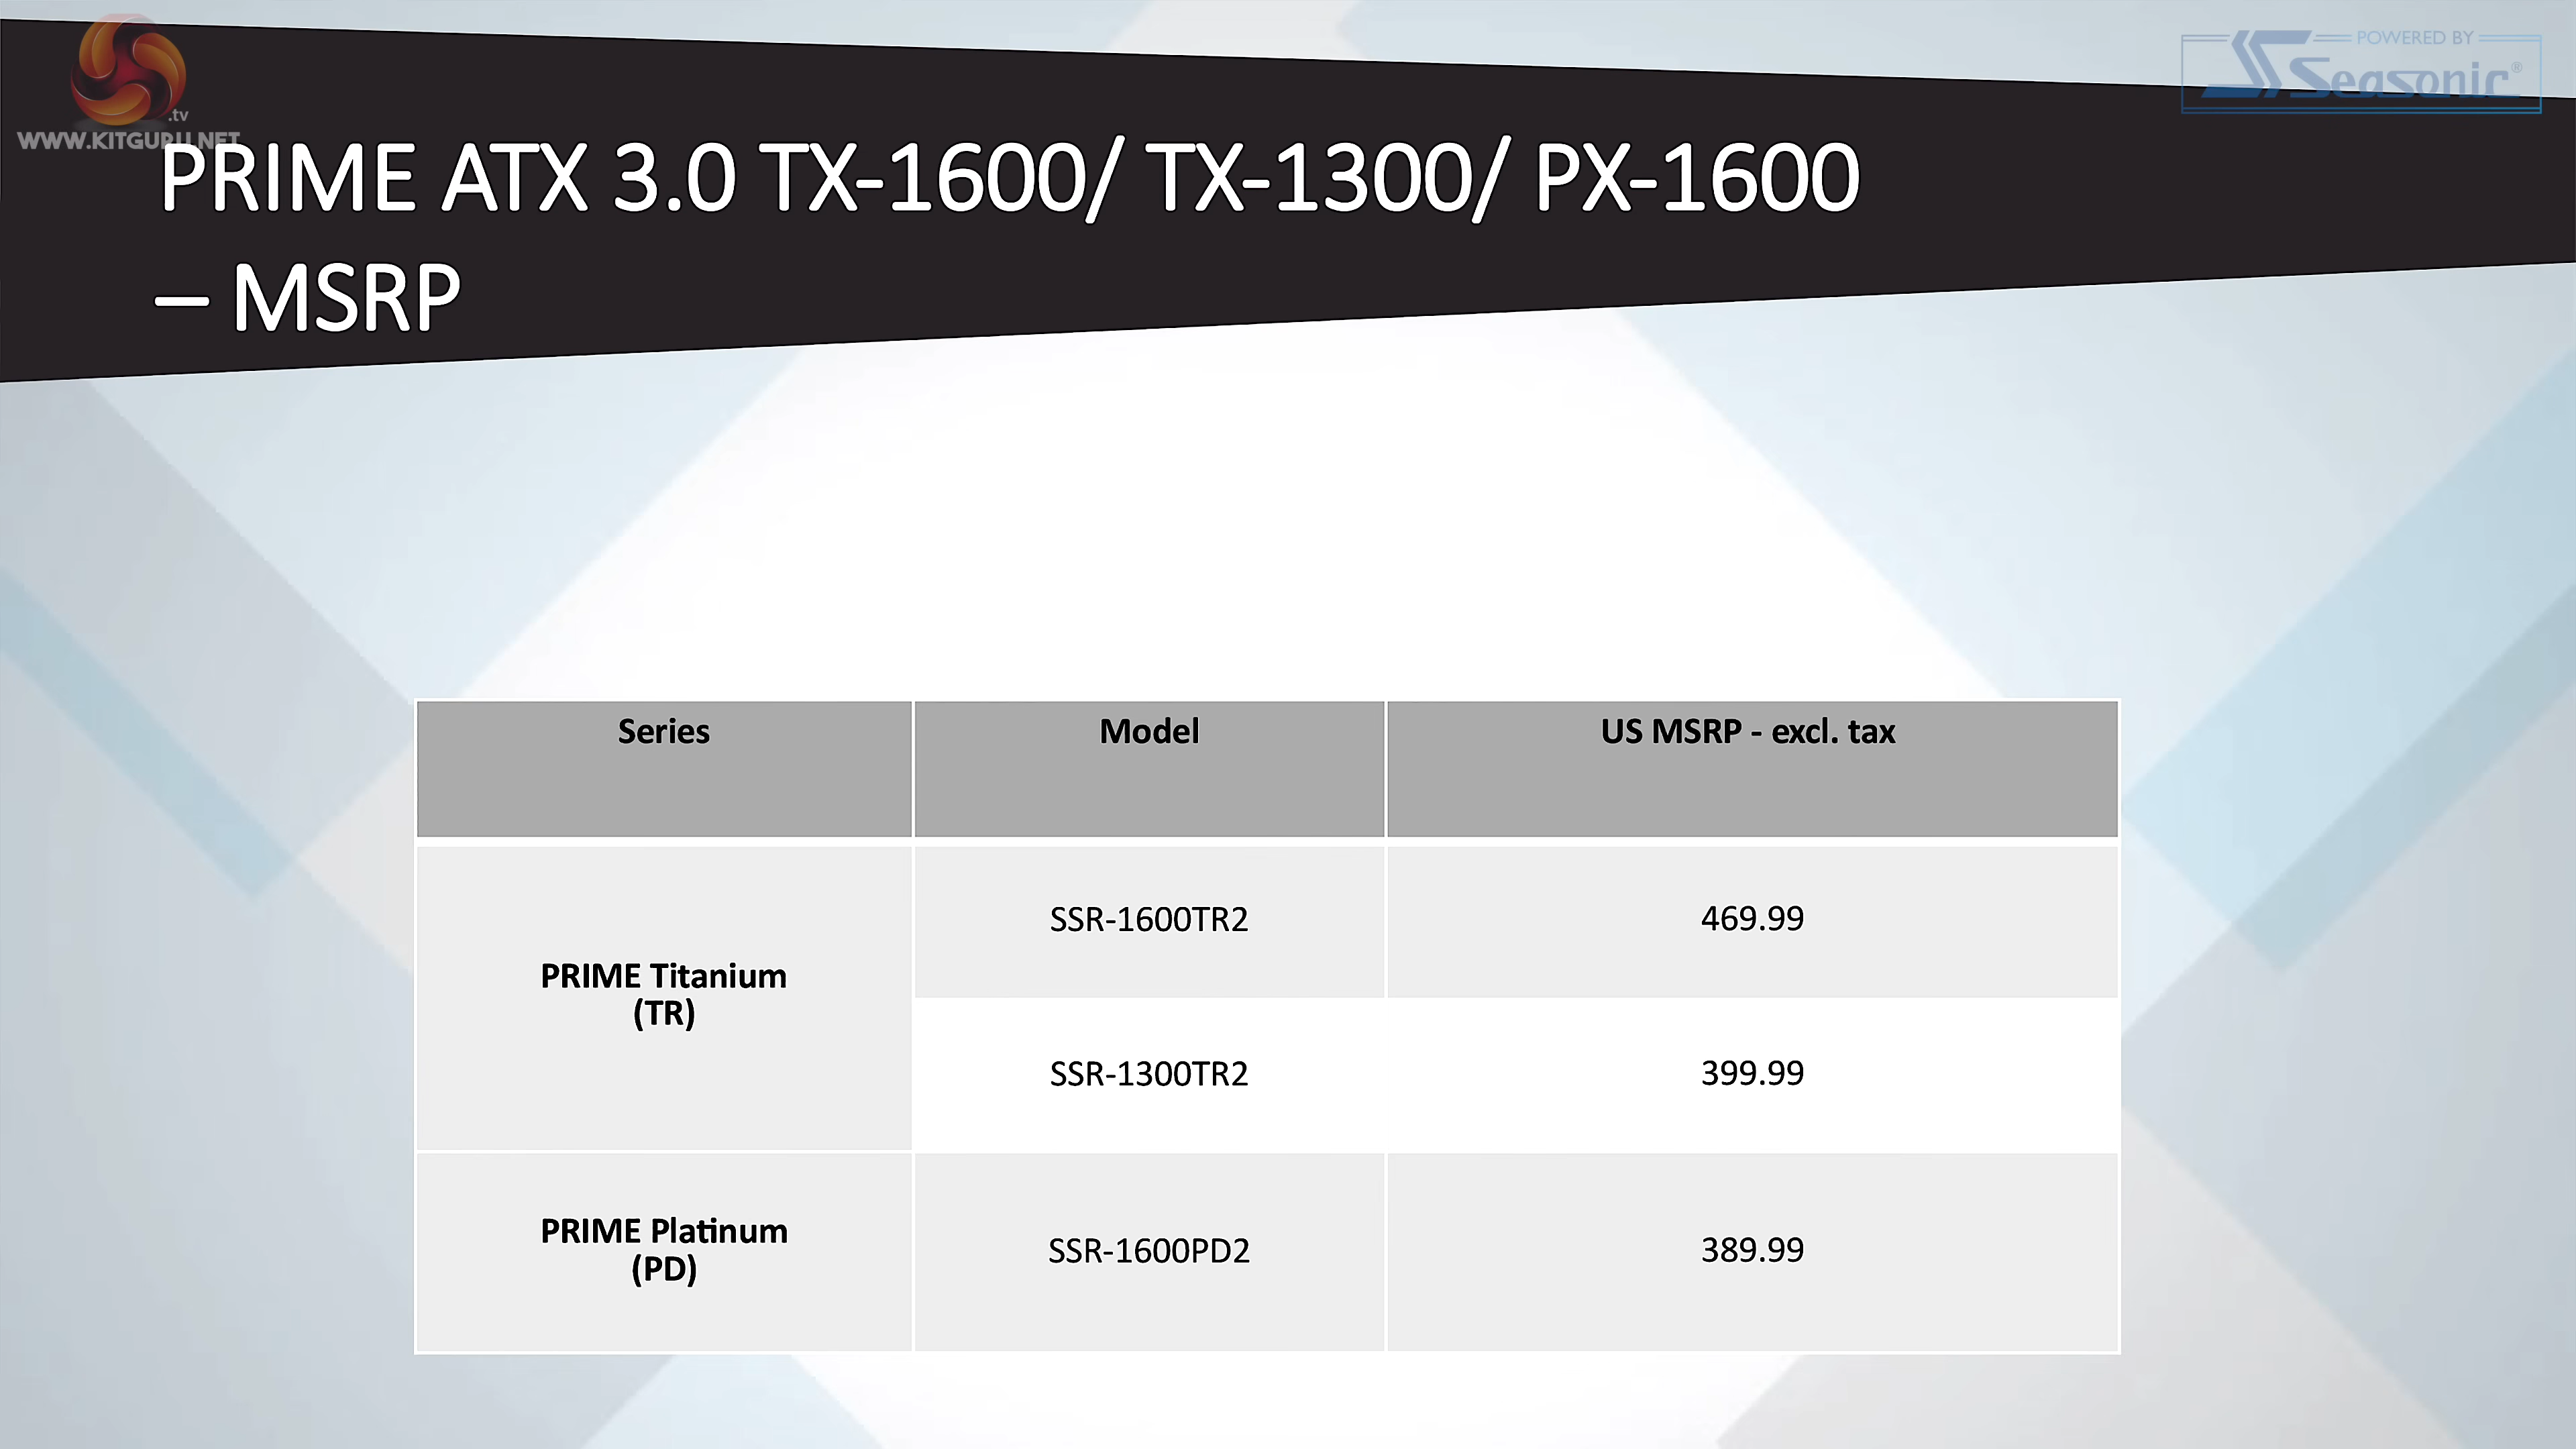 .tv
WWW.KITGURU.NET
POWERED BY
Seasonic®
PRIME ATX 3.0 TX-1600/ TX-1300/ PX-1600
– MSRP
Series Model US MSRP - excl. tax
PRIME Titanium
(TR)
SSR-1600TR2 469.99
SSR-1300TR2 399.99
PRIME Platinum
(PD)
SSR-1600PD2 389.99